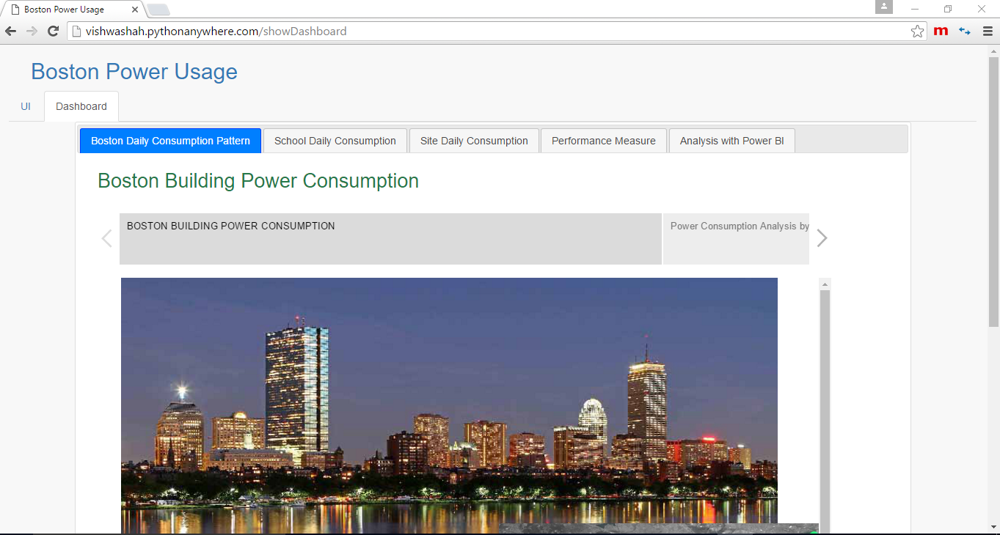 Boston Power Usage
vishwashah.pythonanywhere.com/showDashboard
m
Boston Power Usage
UI Dashboard
Boston Daily Consumption Pattern School Daily Consumption Site Daily Consumption Performance Measure Analysis with Power BI
Boston Building Power Consumption
BOSTON BUILDING POWER CONSUMPTION Power Consumption Analysis by